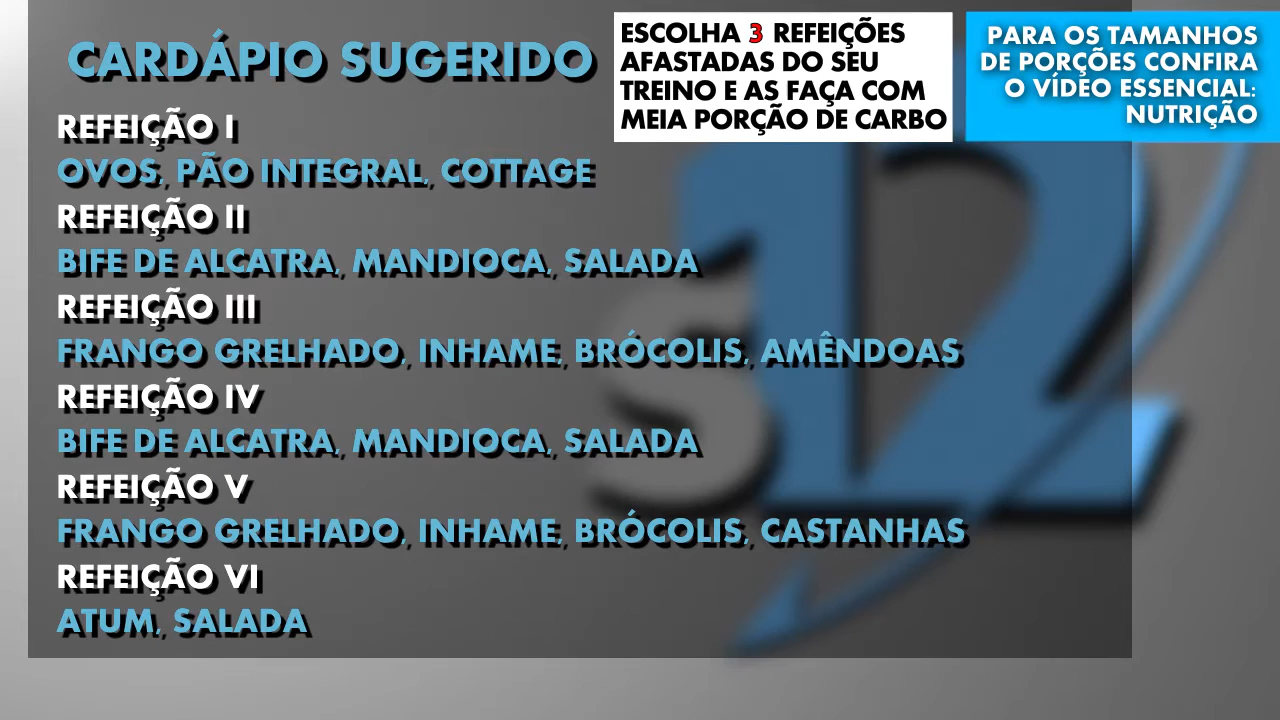 CARDÁPIO SUGERIDO
ESCOLHA 3 REFEIÇÕES
AFASTADAS DO SEU
TREINO E AS FAÇA COM
MEIA PORÇÃO DE CARBO
PARA OS TAMANHOS
DE PORÇÕES CONFIRA
O VÍDEO ESSENCIAL:
NUTRIÇÃO
REFEIÇÃO I
OVOS, PÃO INTEGRAL, COTTAGE
REFEIÇÃO II
BIFE DE ALCATRA, MANDIOCA, SALADA
REFEIÇÃO III
FRANGO GRELHADO, INHAME, BRÓCOLIS, AMÊNDOAS
REFEIÇÃO IV
BIFE DE ALCATRA, MANDIOCA, SALADA
REFEIÇÃO V
FRANGO GRELHADO, INHAME, BRÓCOLIS, CASTANHAS
REFEIÇÃO VI
ATUM, SALADA
s12